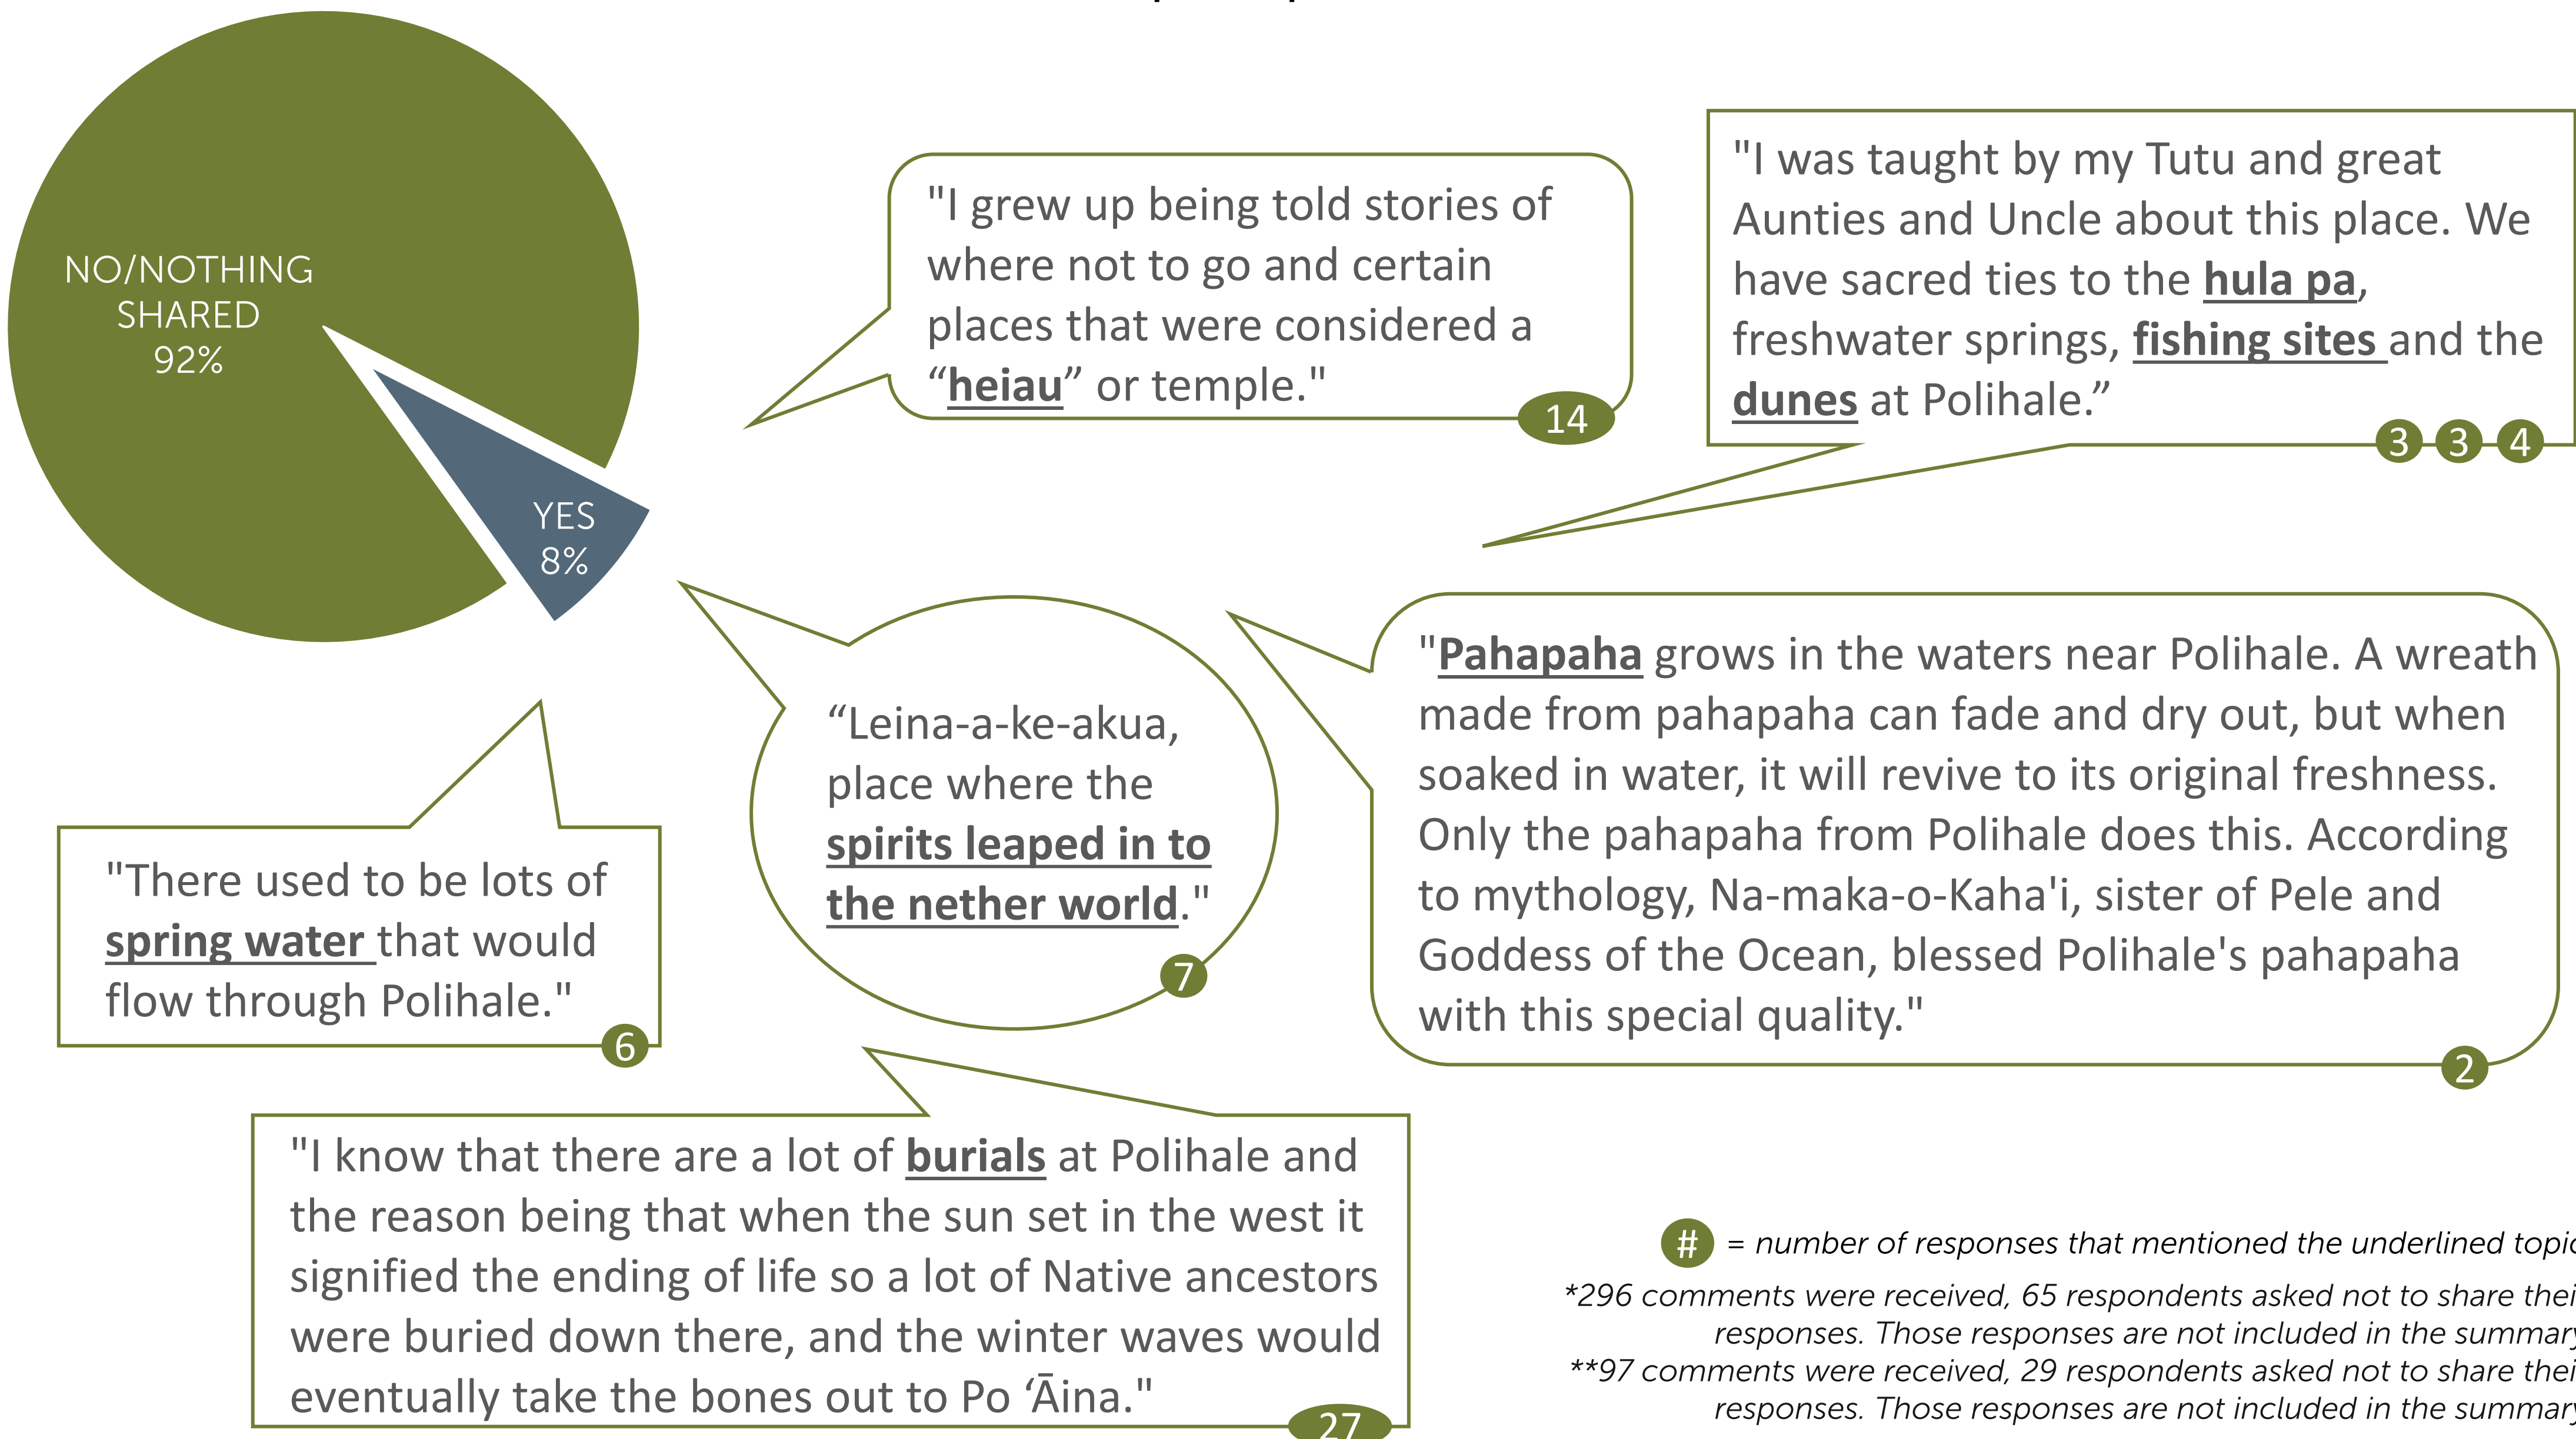 NO/NOTHING
SHARED
92%
YES
8%
"I grew up being told stories of
where not to go and certain
places that were considered a
“heiau” or temple."
14
"I was taught by my Tutu and great
Aunties and Uncle about this place. We
have sacred ties to the hula pa,
freshwater springs, fishing sites and the
dunes at Polihale.”
3 3 4
"There used to be lots of
spring water that would
flow through Polihale."
6
“Leina-a-ke-akua,
place where the
spirits leaped in to
the nether world."
7
"Pahapaha grows in the waters near Polihale. A wreath
made from pahapaha can fade and dry out, but when
soaked in water, it will revive to its original freshness.
Only the pahapaha from Polihale does this. According
to mythology, Na-maka-o-Kaha'i, sister of Pele and
Goddess of the Ocean, blessed Polihale's pahapaha
with this special quality."
2
"I know that there are a lot of burials at Polihale and
the reason being that when the sun set in the west it
signified the ending of life so a lot of Native ancestors
were buried down there, and the winter waves would
eventually take the bones out to Po ‘Āina."
27
# = number of responses that mentioned the underlined topic
*296 comments were received, 65 respondents asked not to share their
responses. Those responses are not included in the summary
**97 comments were received, 29 respondents asked not to share their
responses. Those responses are not included in the summary